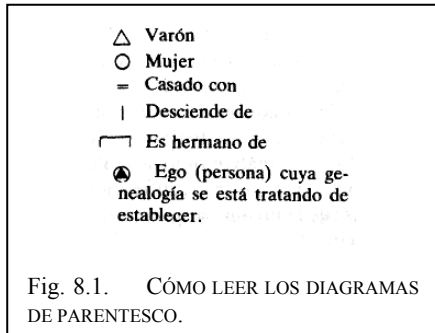 Varón
Mujer
= Casado con
| Desciende de
Es hermano de
Ego (persona) cuya ge-
nealogía se está tratando de
establecer.
Fig. 8.1. CÓMO LEER LOS DIAGRAMAS
DE PARENTESCO.